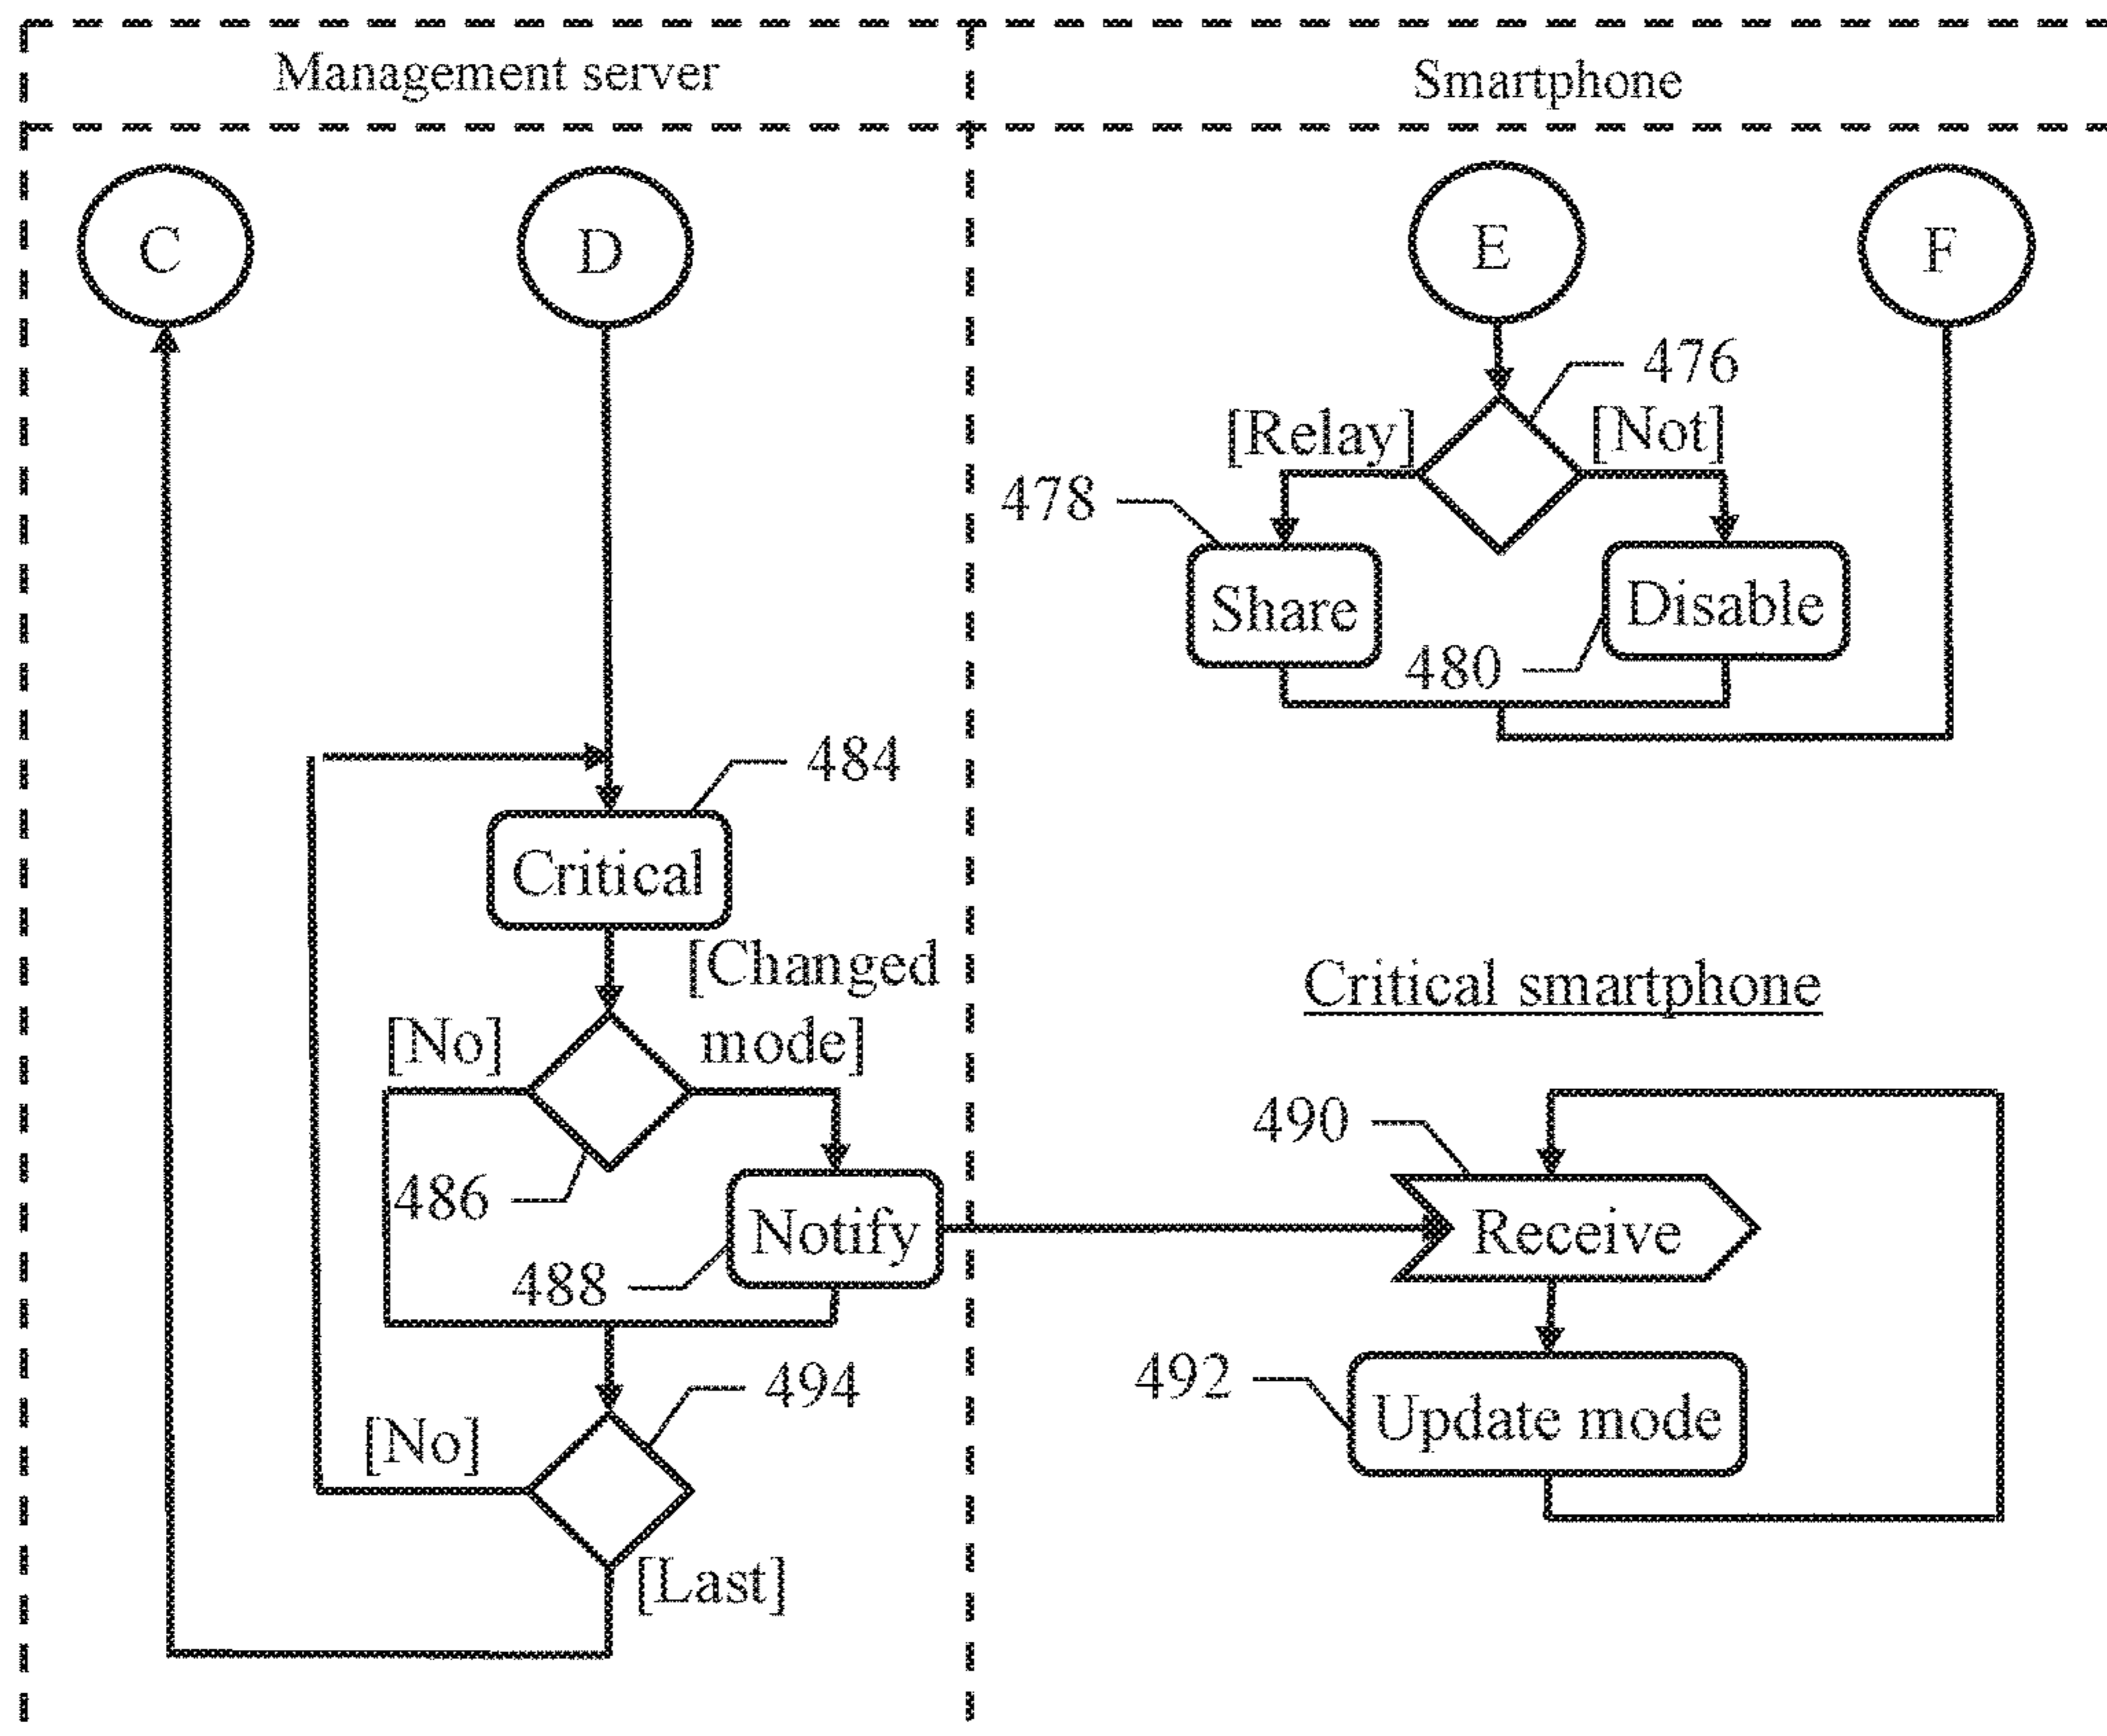 Management server
Smartphone
C
D
E
F
476
[Relay]
[Not]
478
Share
Disable
480
484
Critical
[Changed
mode]
[No]
486
Notify
488
494
[No]
[Last]
Critical smartphone
490
Receive
492
Update mode